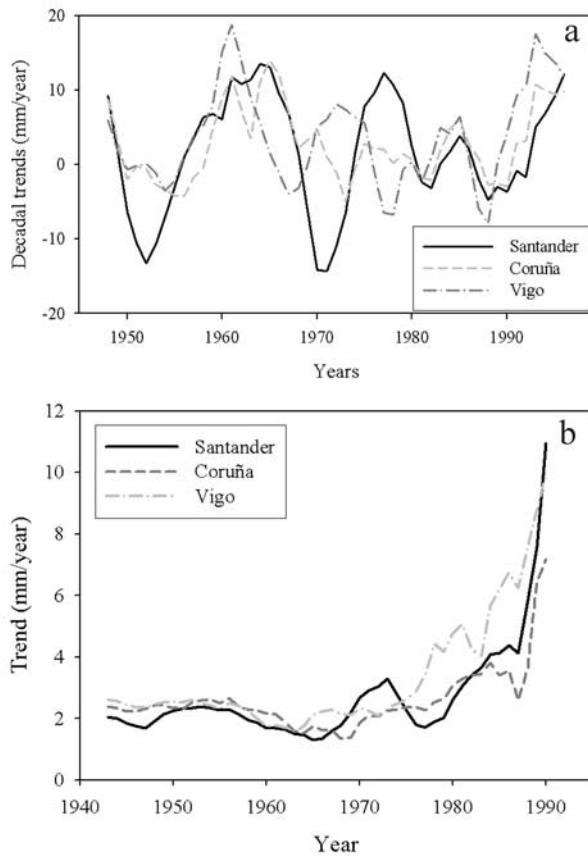 a
Decadal trends (mm/year)
20
10
0
-10
-20
Santander
Coruña
Vigo
1950 1960 1970 1980 1990
Years
b
Trend (mm/year)
12
10
8
6
4
2
0
Santander
Coruña
Vigo
1940 1950 1960 1970 1980 1990
Year